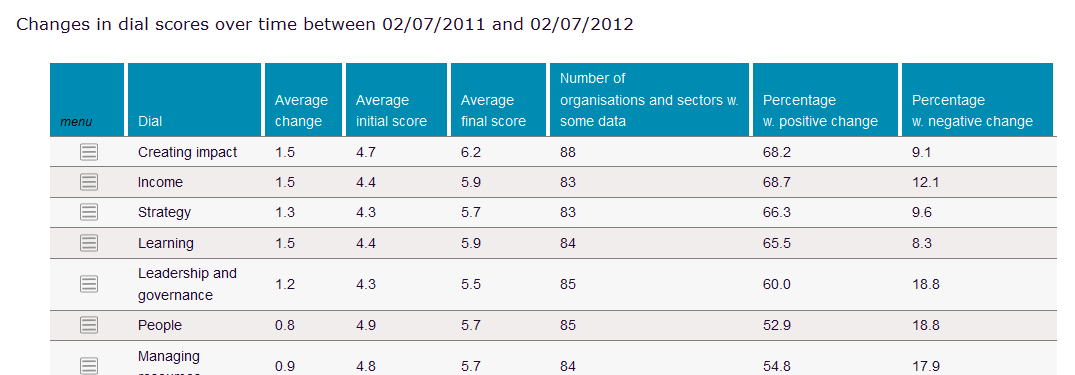 Changes in dial scores over time between 02/07/2011 and 02/07/2012
menu Dial Average change Average initial score Average final score Number of organisations and sectors w. some data Percentage w. positive change Percentage w. negative change
Creating impact 1.5 4.7 6.2 88 68.2 9.1
Income 1.5 4.4 5.9 83 68.7 12.1
Strategy 1.3 4.3 5.7 83 66.3 9.6
Learning 1.5 4.4 5.9 84 65.5 8.3
Leadership and governance 1.2 4.3 5.5 85 60.0 18.8
People 0.8 4.9 5.7 85 52.9 18.8
Managing 0.9 4.8 5.7 84 54.8 17.9